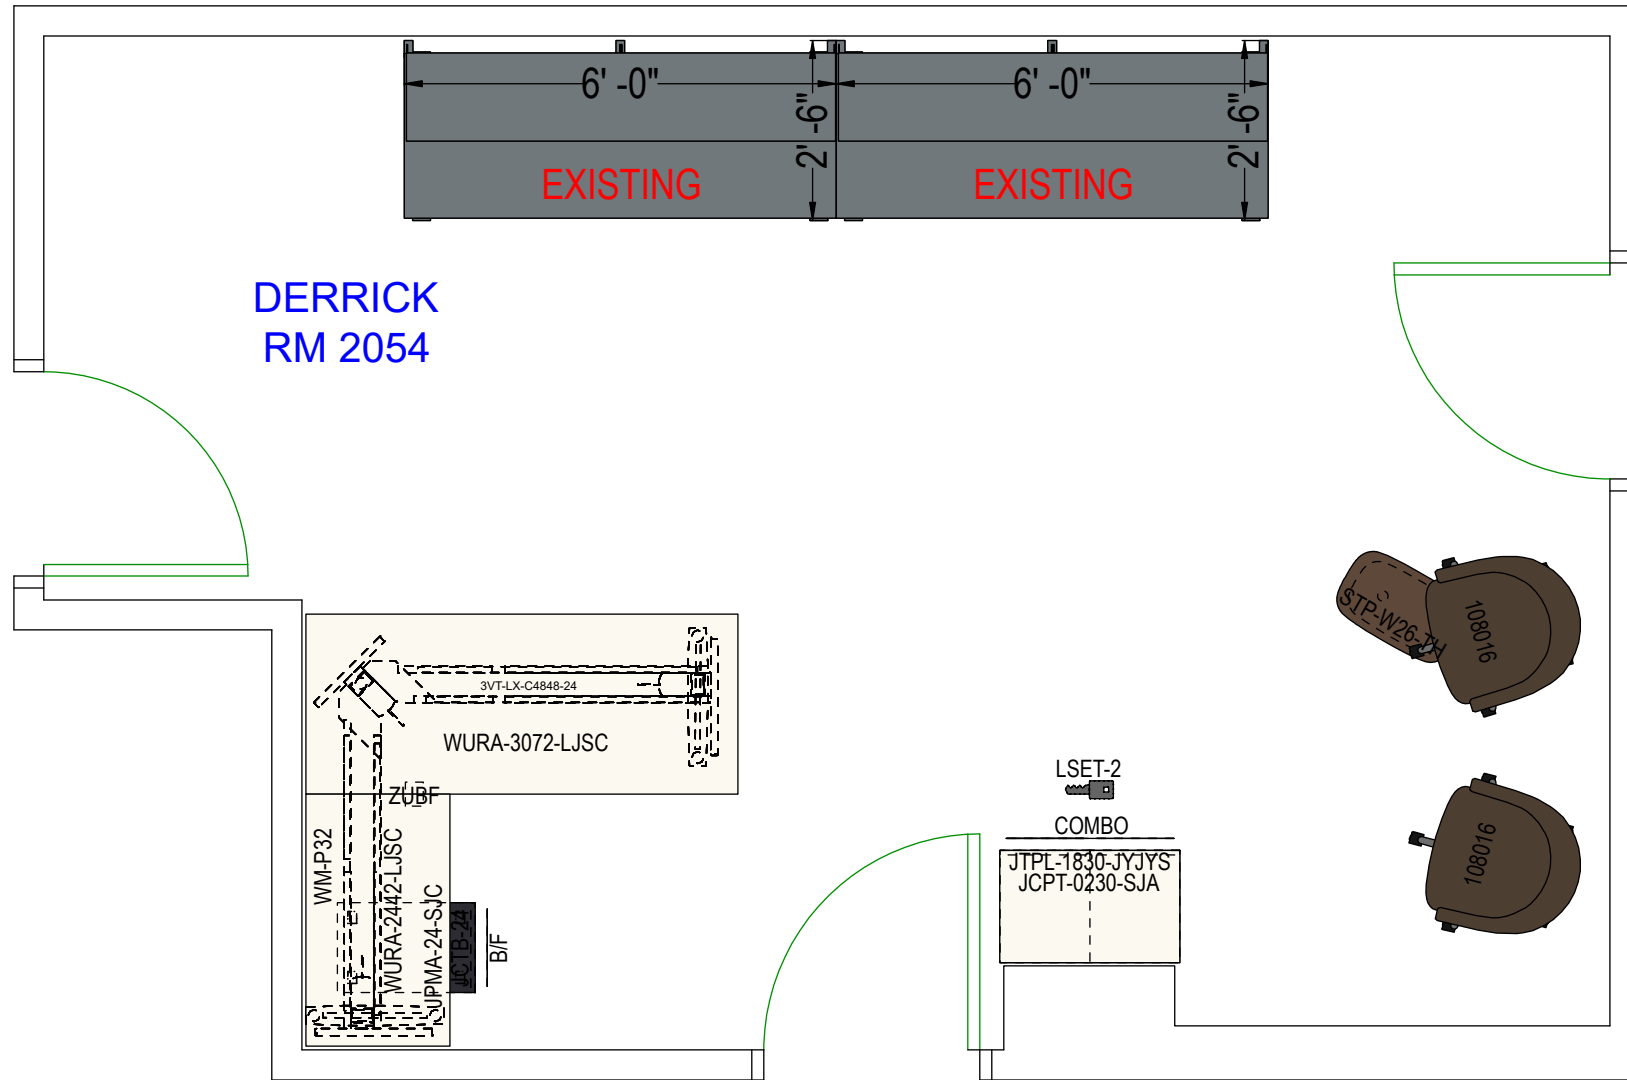 6' -0"
6' -0"
2' -6"
2' -6"
EXISTING
EXISTING
DERRICK
RM 2054
STP-W26-TH
108016
3VT-LX-C4848-24
WURA-3072-LJSC
LSET-2
ZUBF
COMBO
WM-P32
WURA-2442-LJSC
JPMA-24-SJC
JCTB-24
B/F
JTPL-1830-JYJYS
JCPT-0230-SJA
108016